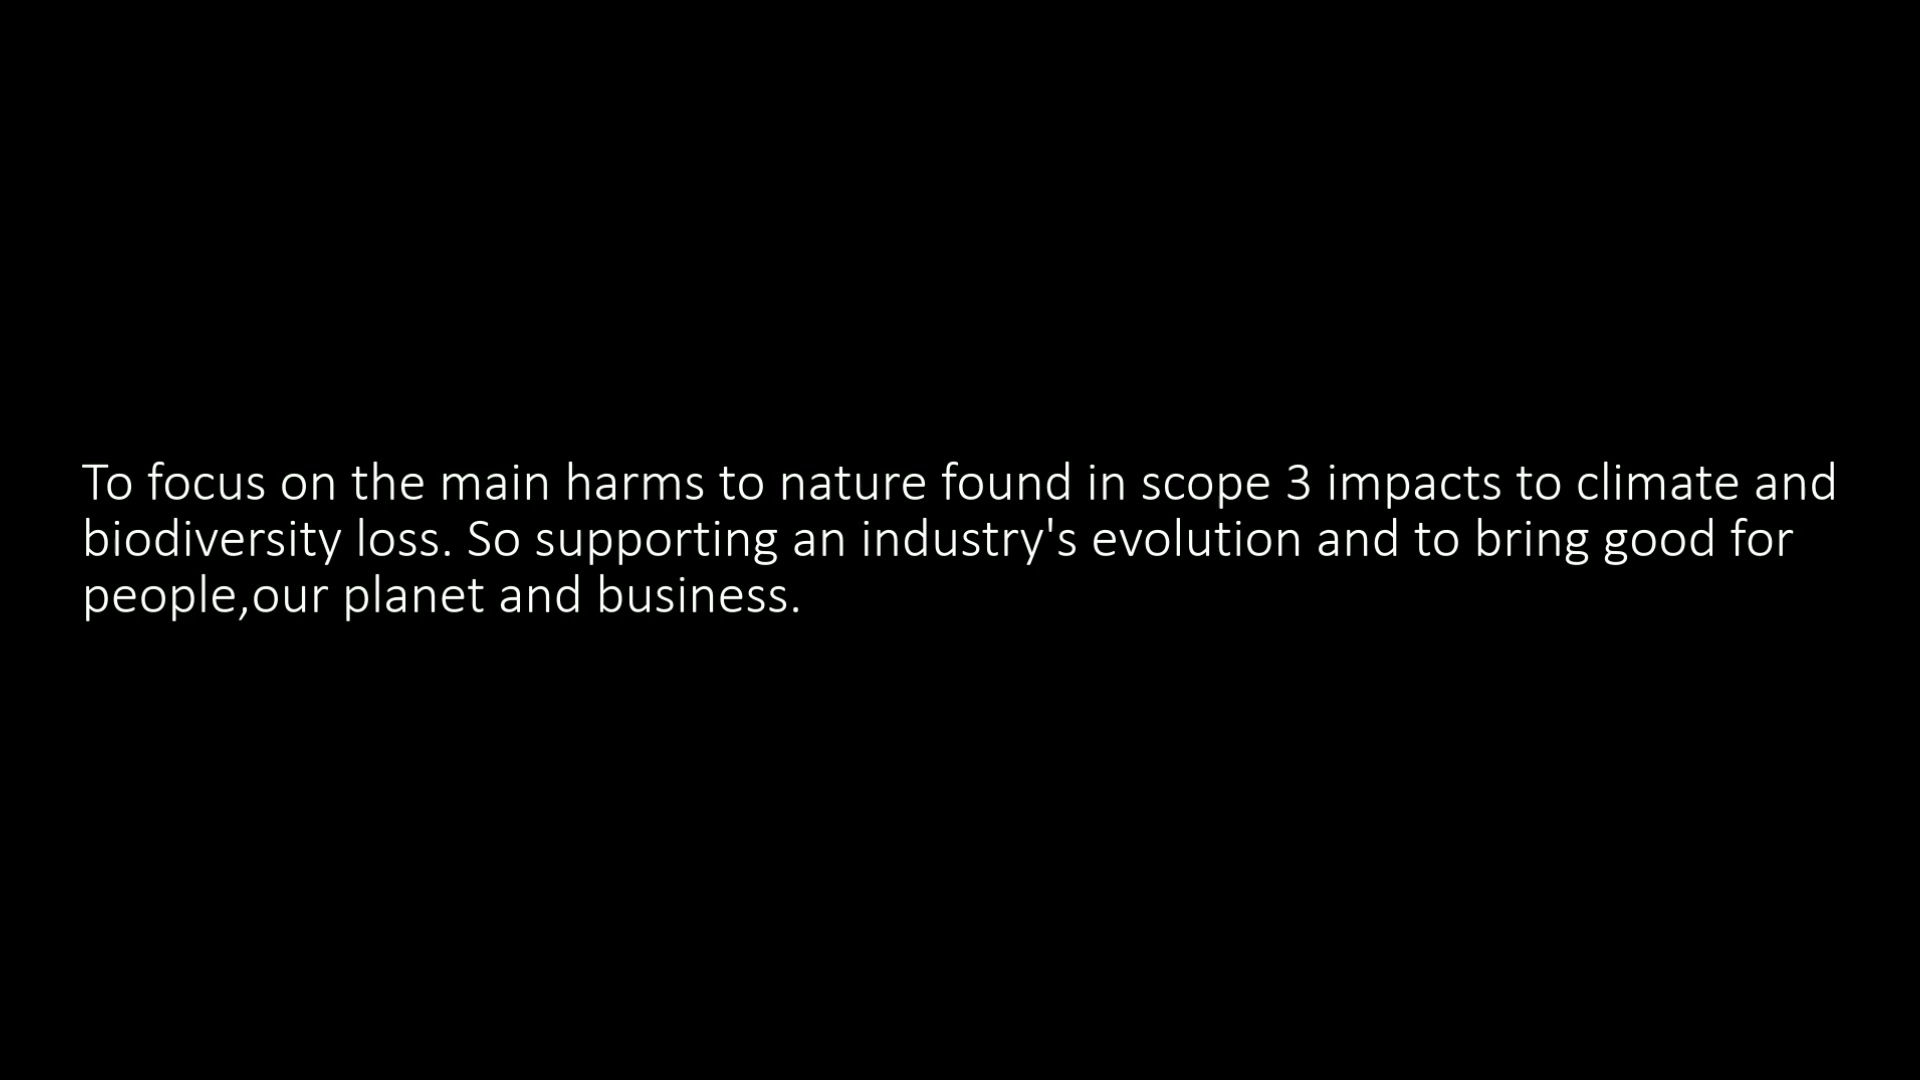 To focus on the main harms to nature found in scope 3 impacts to climate and
biodiversity loss. So supporting an industry's evolution and to bring good for
people,our planet and business.